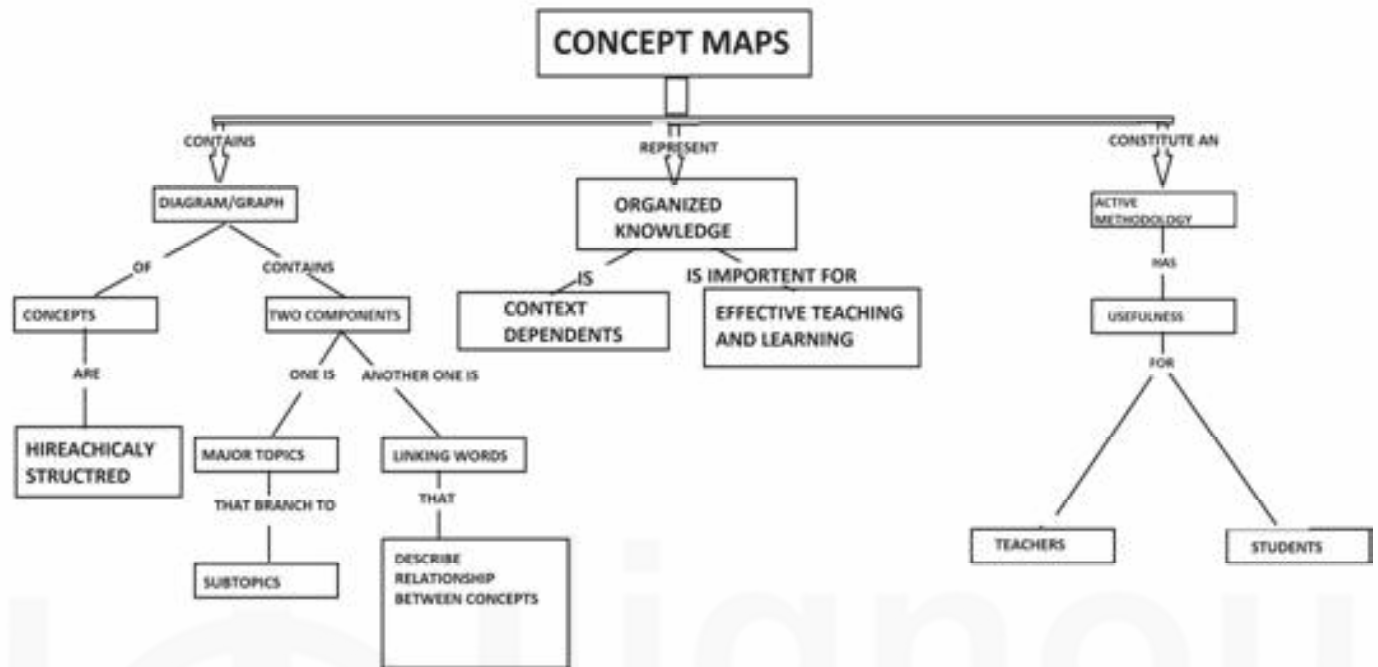 CONCEPT MAPS
CONTAINS
REPRESENT
CONSTITUTE AN
DIAGRAM/GRAPH
ORGANIZED
KNOWLEDGE
ACTIVE
METHODOLOGY
OF
CONTAINS
IS
IS IMPORTENT FOR
HAS
CONCEPTS
TWO COMPONENTS
CONTEXT
DEPENDENTS
EFFECTIVE TEACHING
AND LEARNING
USEFULNESS
ARE
ONE IS
ANOTHER ONE IS
FOR
HIREACHICALY
STRUCTRED
MAJOR TOPICS
LINKING WORDS
THAT BRANCH TO
THAT
SUBTOPICS
DESCRIBE
RELATIONSHIP
BETWEEN CONCEPTS
TEACHERS
STUDENTS
ignou